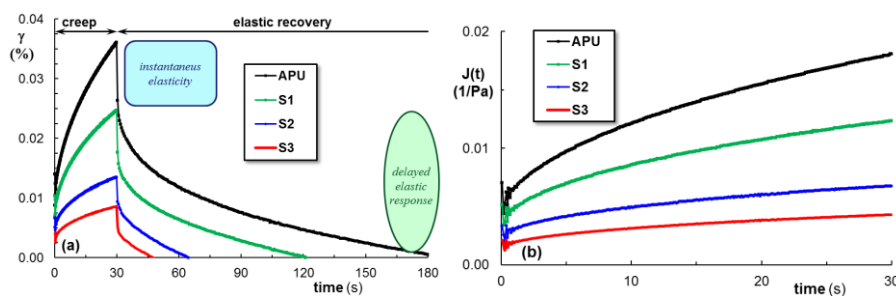 creep
elastic recovery
0.04
γ
(%)
0.03
0.02
0.01
0.00
instantaneus
elasticity
APU
S1
S2
S3
delayed
elastic
response
(a)
0
30
60
90
120
150
180
time (s)
0.02
J(t)
(1/Pa)
0.01
0
APU
S1
S2
S3
(b)
0
10
20
30
time (s)